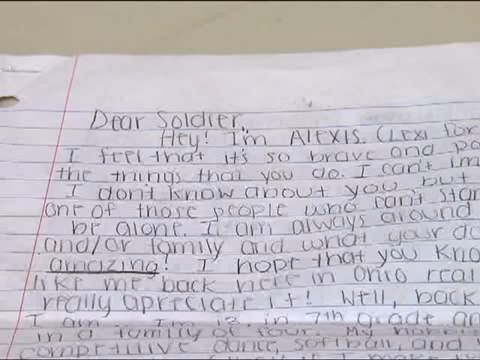 Dear Soldier,
Hey! I'm Alexis. (Lexi for
I feel that it's so brave and
the things that you do. I can't
I don't know about you but
one of those people who can't
be alone. I am always around
and/or family and what your
amazing! I hope that you
like me back here in Ohio
really apreciate it! Well, back
I am. I'm 13, in 7th grade
in a family of four. My
competitive dance, softball, and